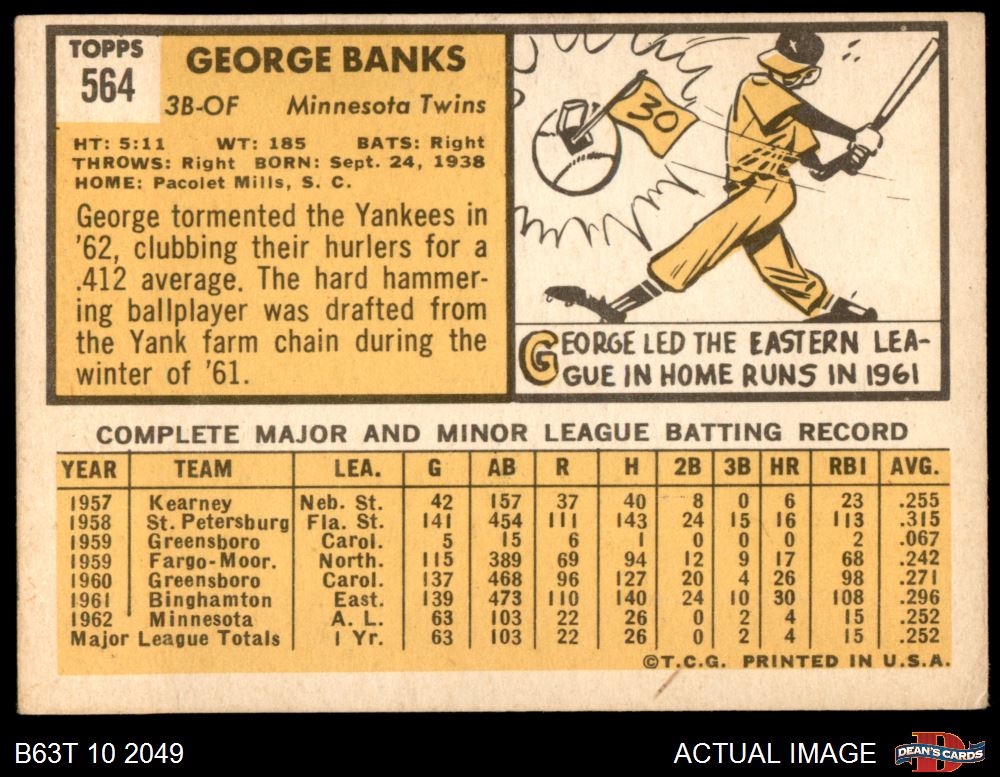 TOPPS
564
GEORGE BANKS
3B-OF Minnesota Twins
HT: 5:11 WT: 185 BATS: Right
THROWS: Right BORN: Sept. 24, 1938
HOME: Pacolet Mills, S. C.
George tormented the Yankees in
'62, clubbing their hurlers for a
.412 average. The hard hammer-
ing ballplayer was drafted from
the Yank farm chain during the
winter of '61.
30
GEORGE LED THE EASTERN LEA-
GUE IN HOME RUNS IN 1961
COMPLETE MAJOR AND MINOR LEAGUE BATTING RECORD
YEAR TEAM LEA. G AB R H 2B 3B HR RBI AVG.
1957 Kearney Neb. St. 42 157 37 40 8 0 6 23 .255
1958 St. Petersburg Fla. St. 141 454 111 143 24 15 16 113 .315
1959 Greensboro Carol. 5 15 6 1 0 0 0 2 .067
1959 Fargo-Moor. North. 115 389 69 94 12 9 17 68 .242
1960 Greensboro Carol. 137 468 96 127 20 4 26 98 .271
1961 Binghamton East. 139 473 110 140 24 10 30 108 .296
1962 Minnesota A. L. 63 103 22 26 0 2 4 15 .252
Major League Totals 1 Yr. 63 103 22 26 0 2 4 15 .252
©T.C.G. PRINTED IN U.S.A.
B63T 10 2049 ACTUAL IMAGE DEAN'S CARDS